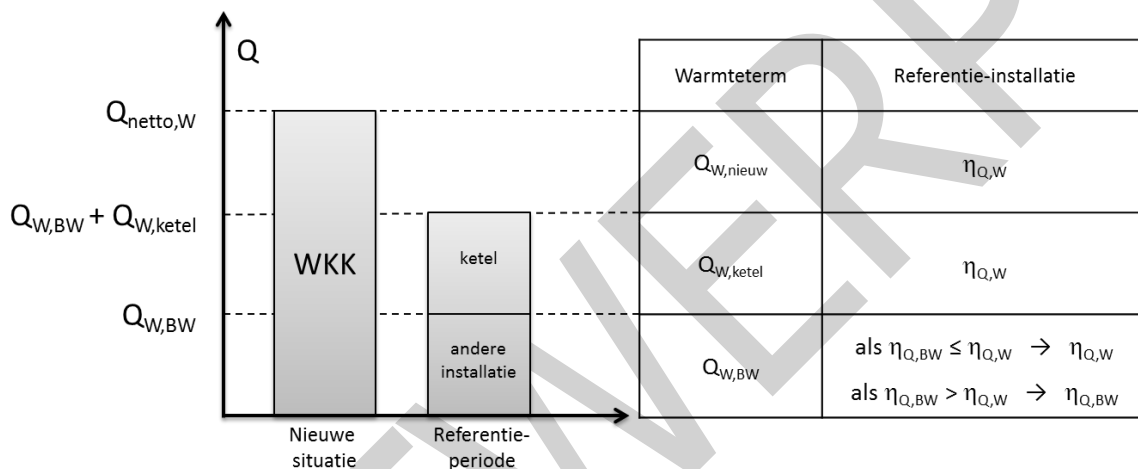 Q
Q_netto,W
Q_W,BW + Q_W,ketel
Q_W,BW
WKK
ketel
andere
installatie
Nieuwe
situatie
Referentie-
periode
Warmteterm Referentie-installatie
Q_W,nieuw η_Q,W
Q_W,ketel η_Q,W
Q_W,BW
als η_Q,BW ≤ η_Q,W → η_Q,W
als η_Q,BW > η_Q,W → η_Q,BW